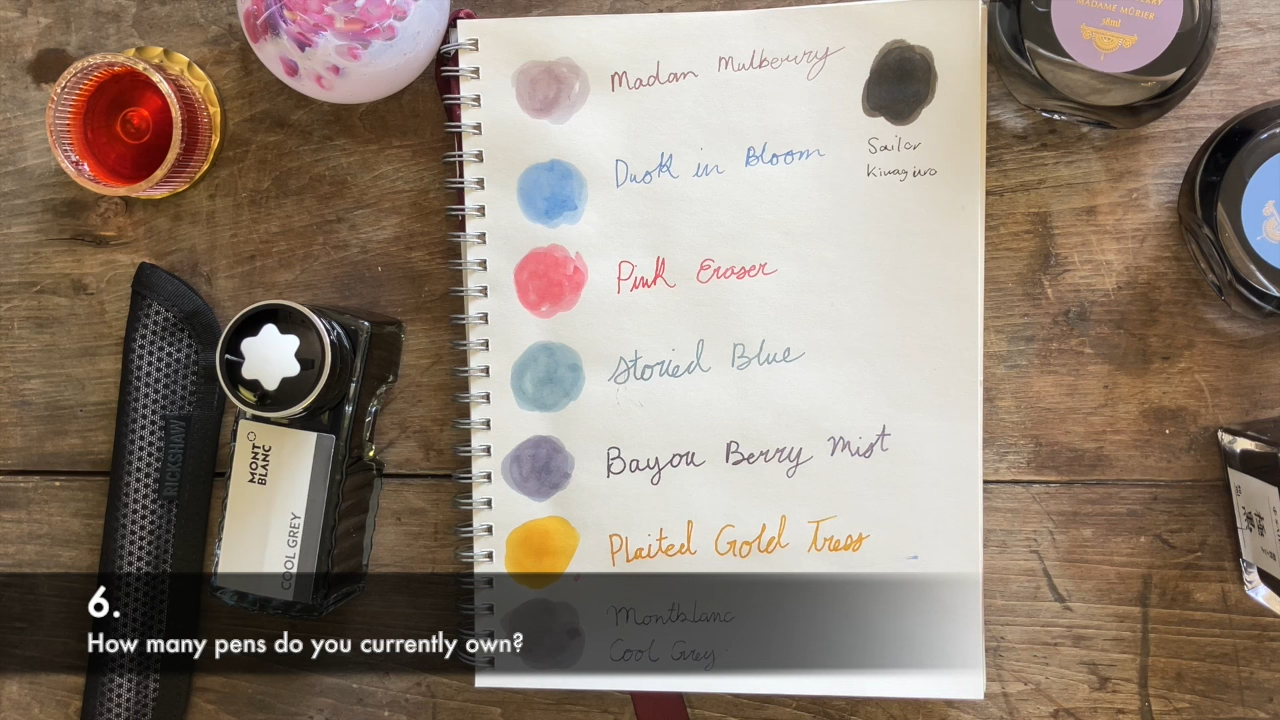 MADAME MÛRIER
38ml
Madam Mulberry
Sailor
Kiwaguro
Dusk in Bloom
Pink Eraser
Storied Blue
Bayou Berry Mist
Plaited Gold Tress
Montblanc
Cool Grey
RICKSHAW
MONT
BLANC
COOL GREY
6.
How many pens do you currently own?